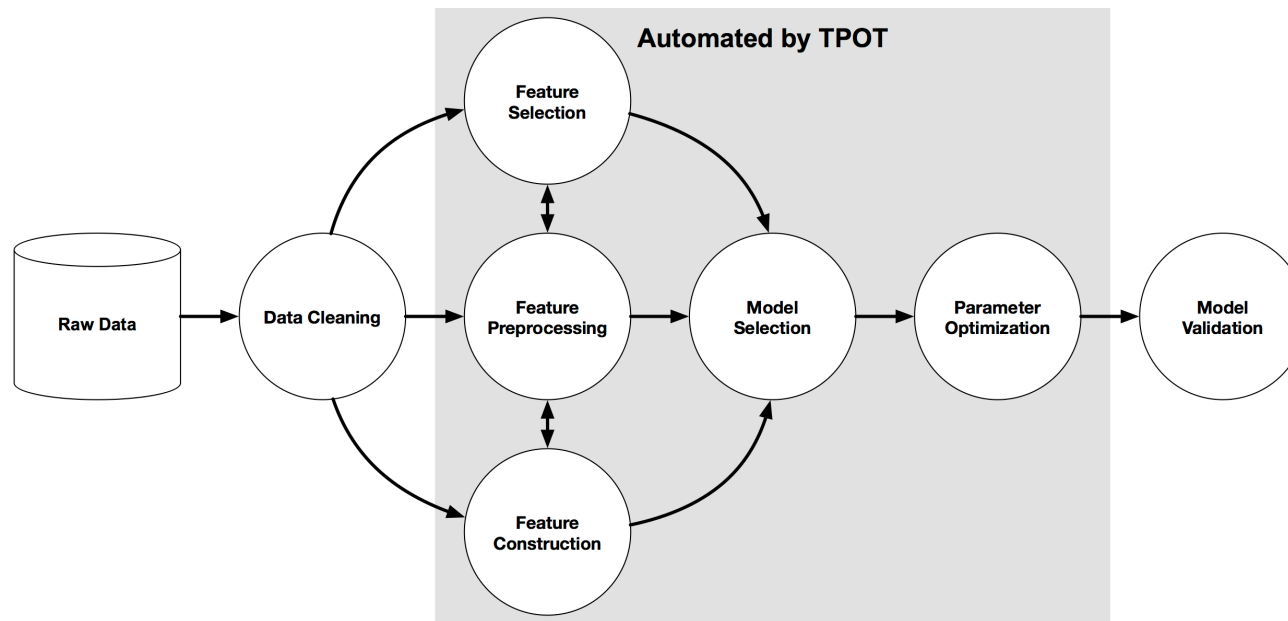 Automated by TPOT
Feature
Selection
Raw Data
Data Cleaning
Feature
Preprocessing
Model
Selection
Parameter
Optimization
Model
Validation
Feature
Construction